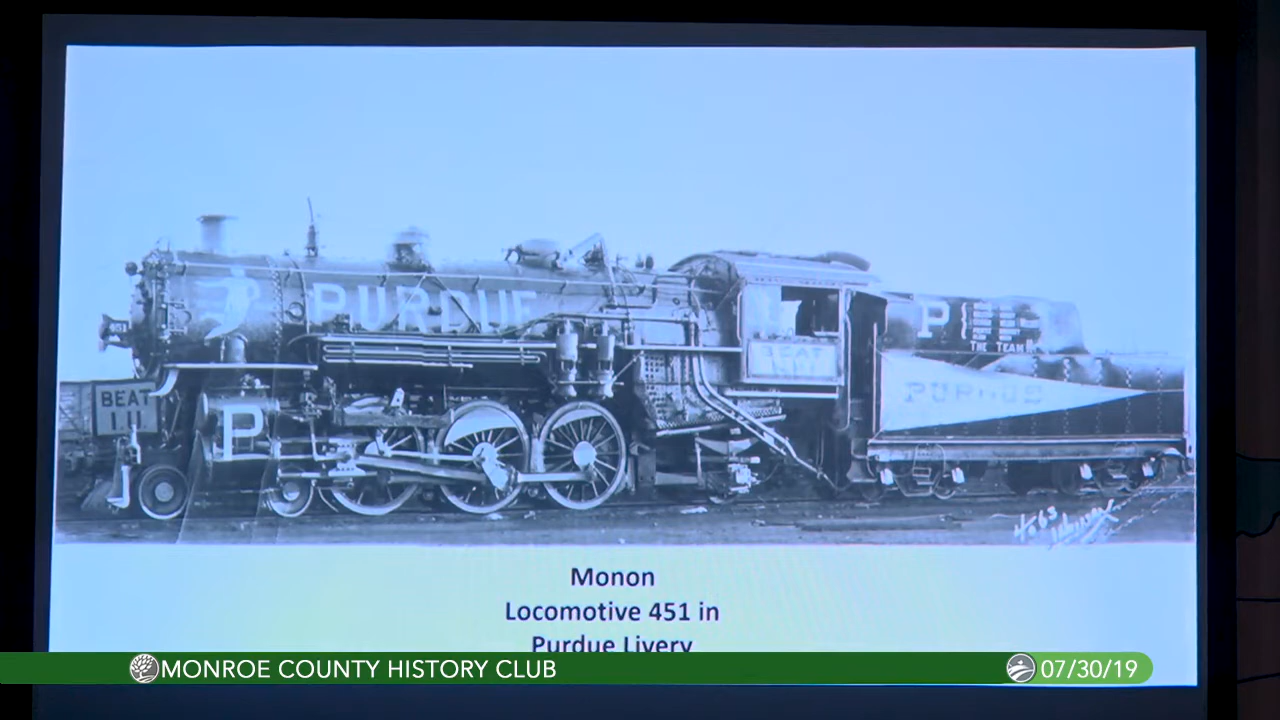 PURDUE
451
P
THE TEAM
BEAT
I.U.
P
BEAT
PURDUE
Monon
Locomotive 451 in
Purdue Livery
MONROE COUNTY HISTORY CLUB
07/30/19